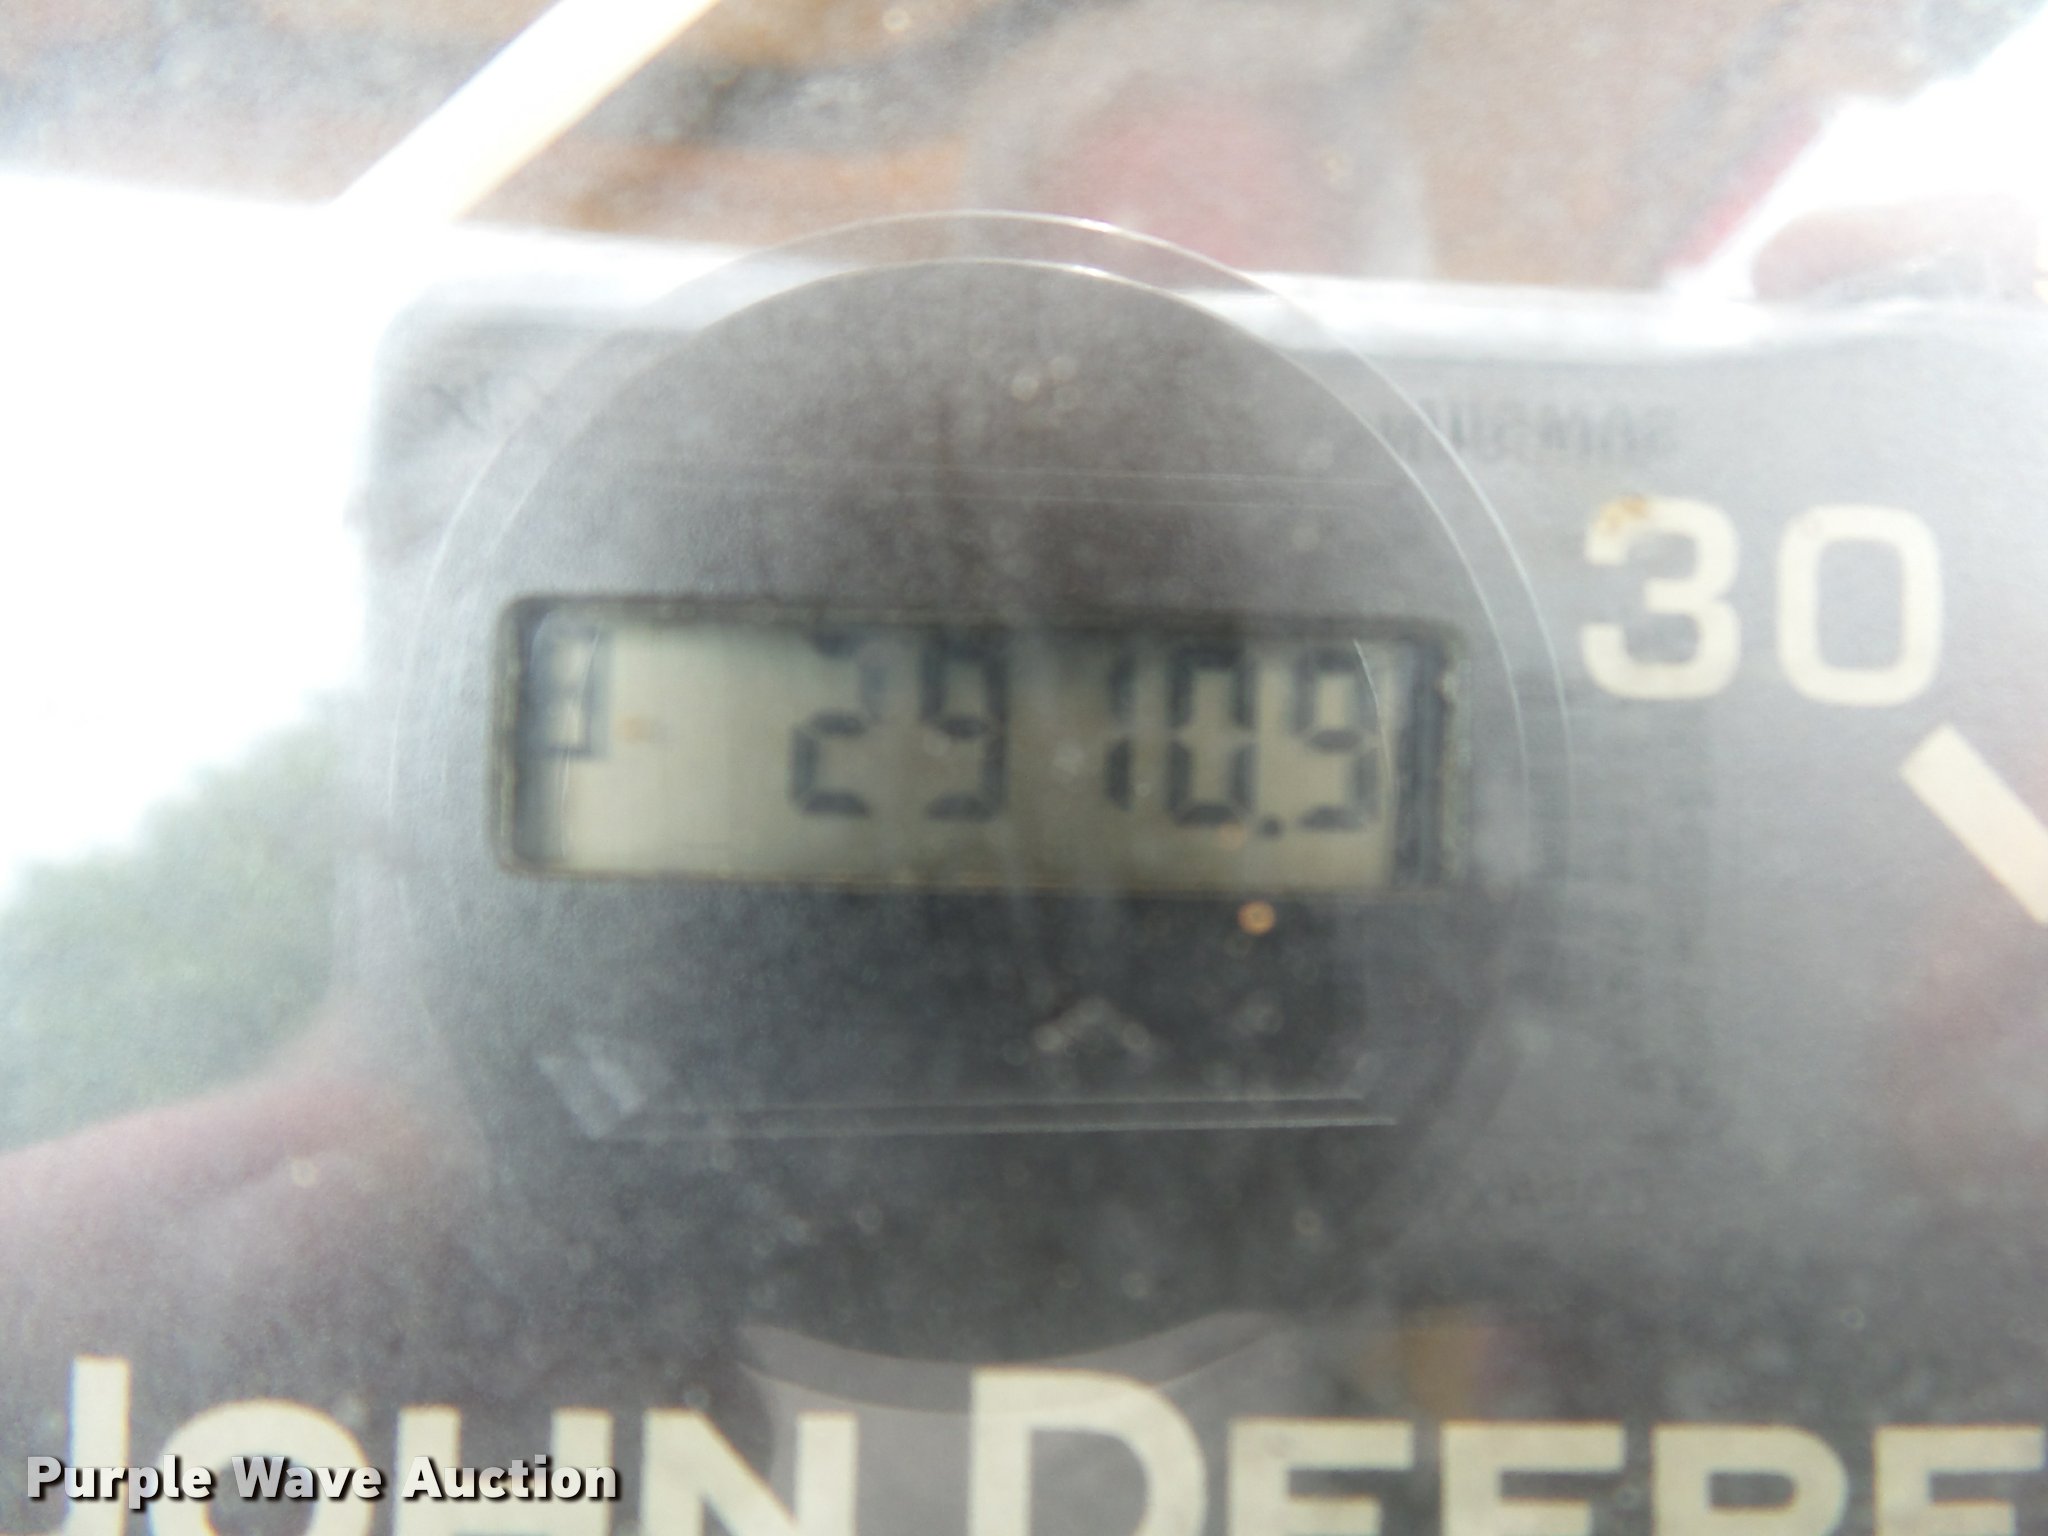 30
2910.9
JOHN DEERE
Purple Wave Auction